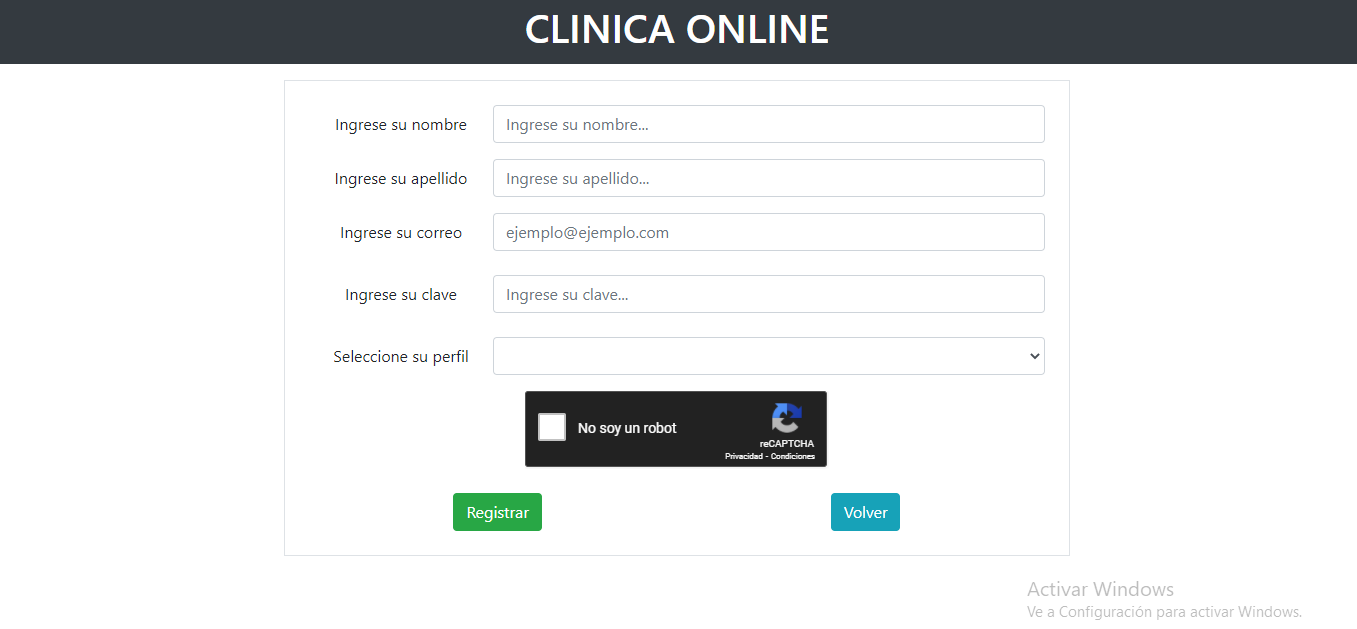 CLINICA ONLINE
Ingrese su nombre
Ingrese su nombre...
Ingrese su apellido
Ingrese su apellido...
Ingrese su correo
ejemplo@ejemplo.com
Ingrese su clave
Ingrese su clave...
Seleccione su perfil
No soy un robot
reCAPTCHA
Privacidad - Condiciones
Registrar
Volver
Activar Windows
Ve a Configuración para activar Windows.